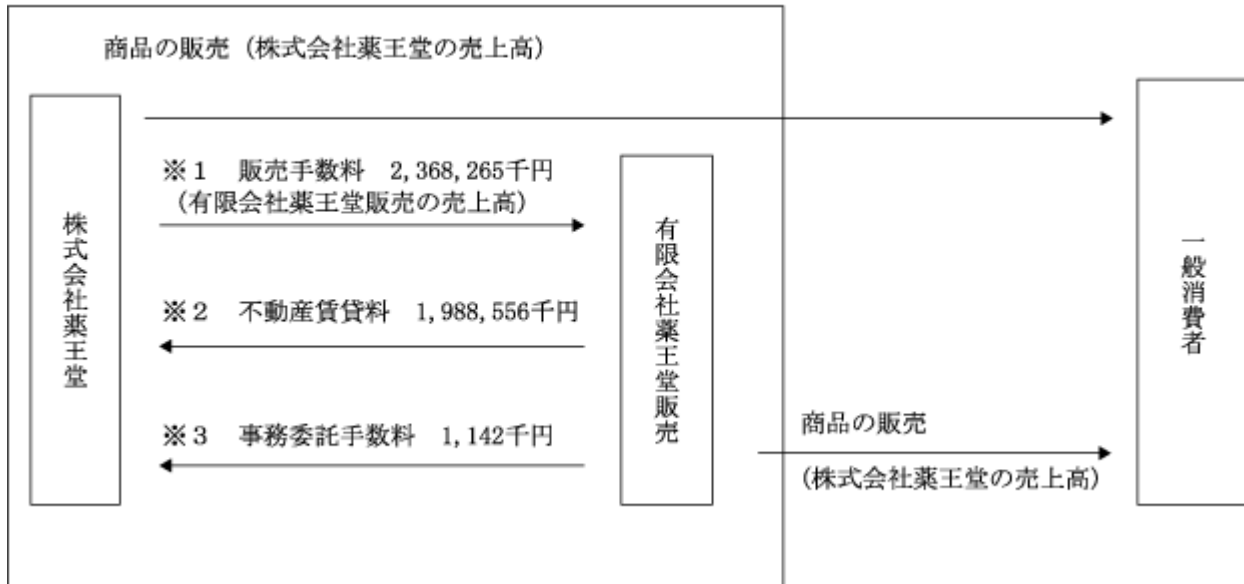 商品の販売（株式会社薬王堂の売上高）
株式会社薬王堂
※１　販売手数料　2,368,265千円
（有限会社薬王堂販売の売上高）
※２　不動産賃貸料　1,988,556千円
※３　事務委託手数料　1,142千円
有限会社薬王堂販売
商品の販売
（株式会社薬王堂の売上高）
一般消費者